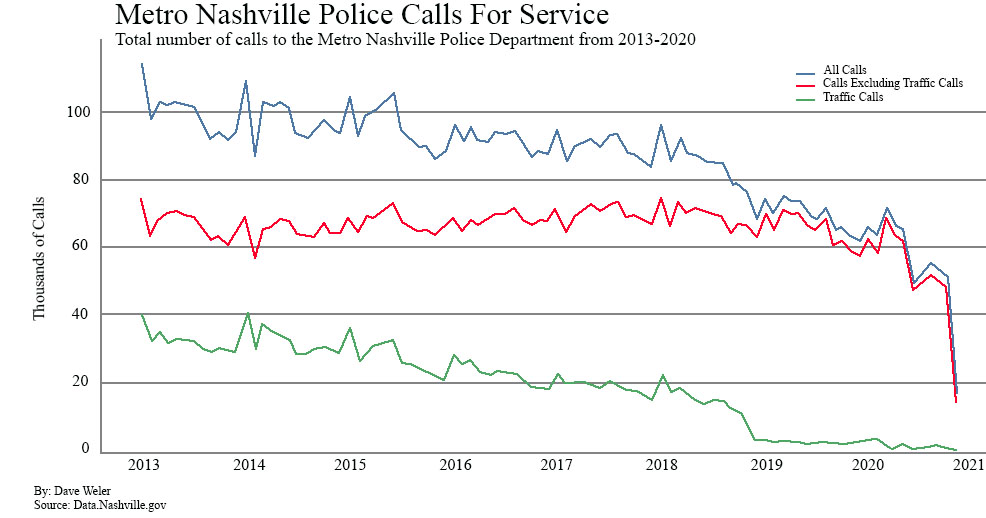 Metro Nashville Police Calls For Service
Total number of calls to the Metro Nashville Police Department from 2013-2020
All Calls
Calls Excluding Traffic Calls
Traffic Calls
Thousands of Calls
100
80
60
40
20
0
2013 2014 2015 2016 2017 2018 2019 2020 2021
By: Dave Weler
Source: Data.Nashville.gov